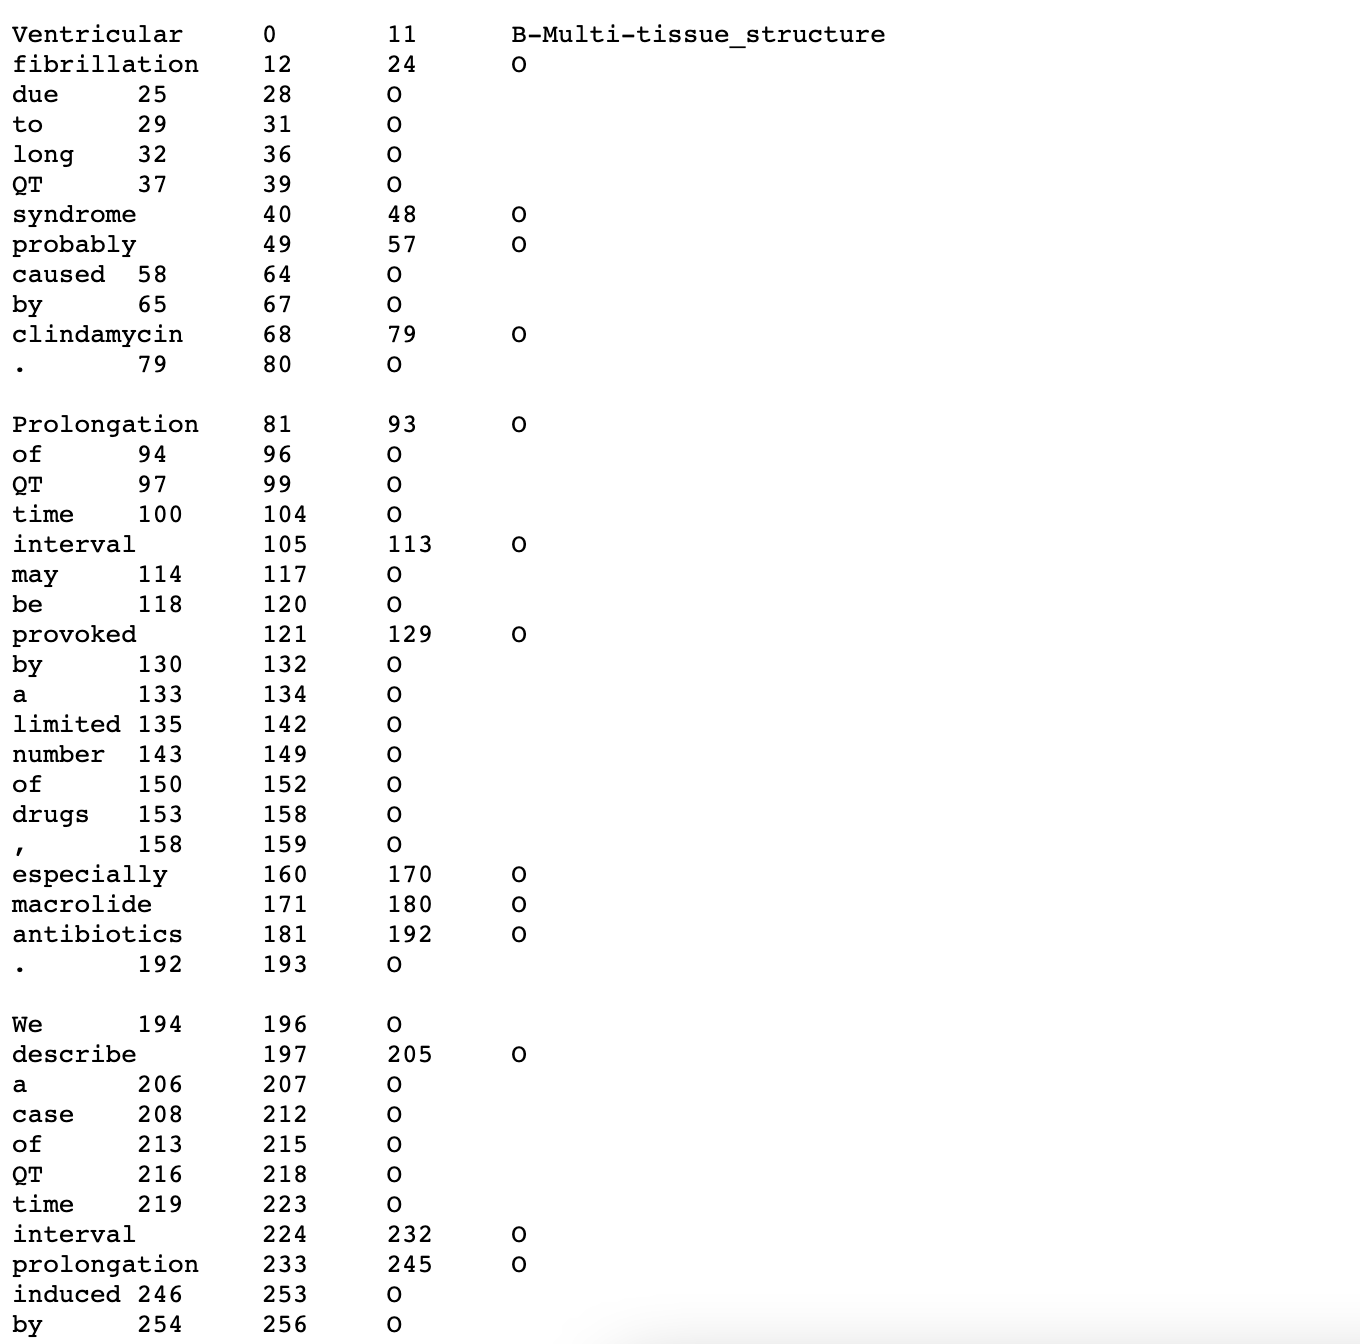 Ventricular	0	11	B-Multi-tissue_structure
fibrillation	12	24	O
due	25	28	O
to	29	31	O
long	32	36	O
QT	37	39	O
syndrome	40	48	O
probably	49	57	O
caused	58	64	O
by	65	67	O
clindamycin	68	79	O
.	79	80	O

Prolongation	81	93	O
of	94	96	O
QT	97	99	O
time	100	104	O
interval	105	113	O
may	114	117	O
be	118	120	O
provoked	121	129	O
by	130	132	O
a	133	134	O
limited	135	142	O
number	143	149	O
of	150	152	O
drugs	153	158	O
,	158	159	O
especially	160	170	O
macrolide	171	180	O
antibiotics	181	192	O
.	192	193	O

We	194	196	O
describe	197	205	O
a	206	207	O
case	208	212	O
of	213	215	O
QT	216	218	O
time	219	223	O
interval	224	232	O
prolongation	233	245	O
induced	246	253	O
by	254	256	O